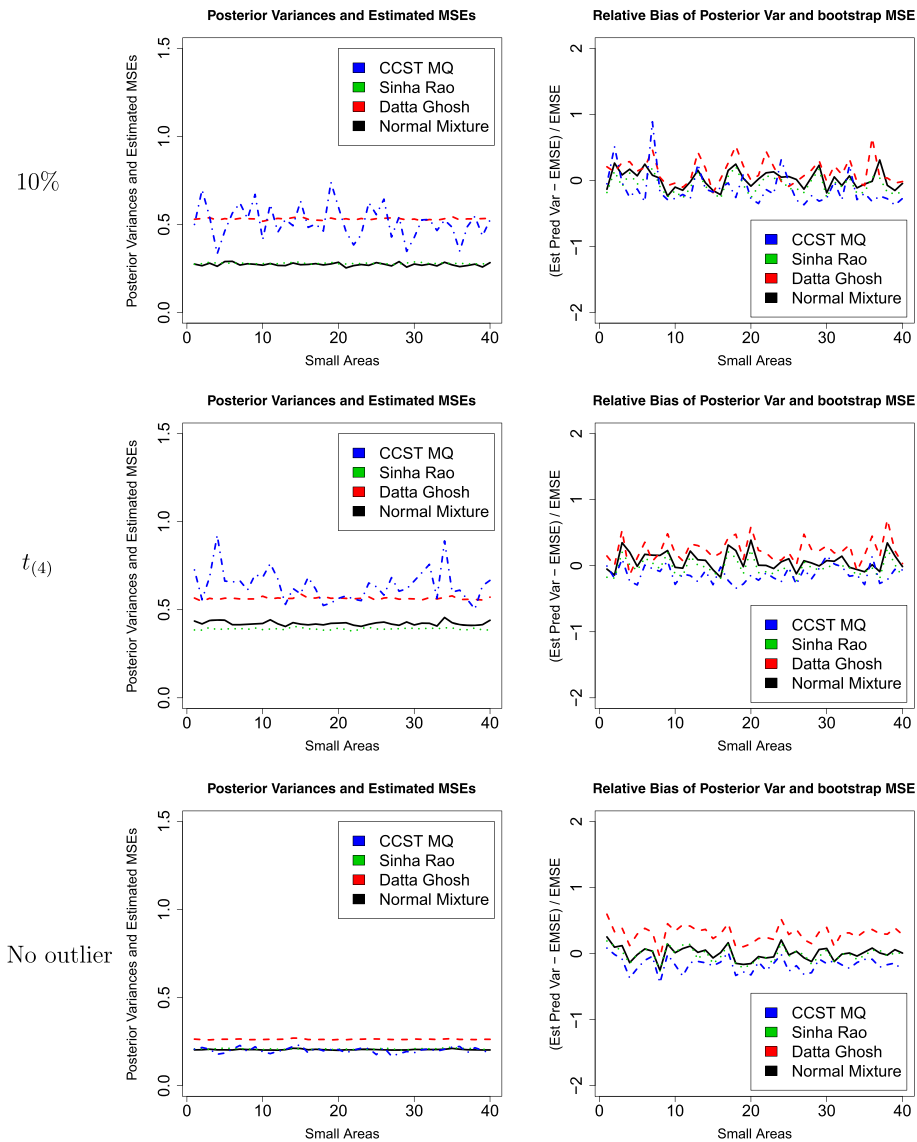 10%
Posterior Variances and Estimated MSEs
Posterior Variances and Estimated MSEs
0.0 0.5 1.0 1.5
CCST MQ
Sinha Rao
Datta Ghosh
Normal Mixture
0 10 20 30 40
Small Areas
Relative Bias of Posterior Var and bootstrap MSE
(Est Pred Var − EMSE) / EMSE
−2 −1 0 1 2
CCST MQ
Sinha Rao
Datta Ghosh
Normal Mixture
0 10 20 30 40
Small Areas
t(4)
Posterior Variances and Estimated MSEs
Posterior Variances and Estimated MSEs
0.0 0.5 1.0 1.5
CCST MQ
Sinha Rao
Datta Ghosh
Normal Mixture
0 10 20 30 40
Small Areas
Relative Bias of Posterior Var and bootstrap MSE
(Est Pred Var − EMSE) / EMSE
−2 −1 0 1 2
CCST MQ
Sinha Rao
Datta Ghosh
Normal Mixture
0 10 20 30 40
Small Areas
No outlier
Posterior Variances and Estimated MSEs
Posterior Variances and Estimated MSEs
0.0 0.5 1.0 1.5
CCST MQ
Sinha Rao
Datta Ghosh
Normal Mixture
0 10 20 30 40
Small Areas
Relative Bias of Posterior Var and bootstrap MSE
(Est Pred Var − EMSE) / EMSE
−2 −1 0 1 2
CCST MQ
Sinha Rao
Datta Ghosh
Normal Mixture
0 10 20 30 40
Small Areas